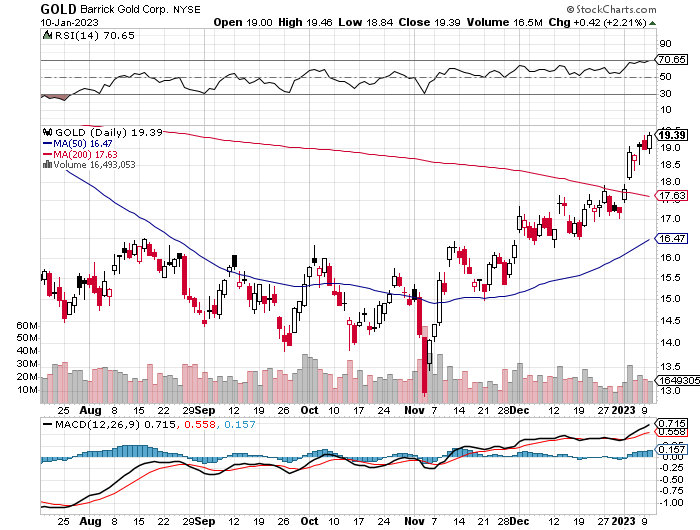 GOLD Barrick Gold Corp. NYSE © StockCharts.com
10-Jan-2023 Open 19.00 High 19.46 Low 18.84 Close 19.39 Volume 16.5M Chg +0.42 (+2.21%)
RSI(14) 70.65
90
70.65
50
30
10
GOLD (Daily) 19.39
MA(50) 16.47
MA(200) 17.63
Volume 16,493,053
19.39
19.0
18.5
18.0
17.63
17.0
16.47
16.0
15.5
15.0
14.5
14.0
13.5
13.0
60M
50M
40M
30M
20M
10M
1649305
25 Aug 8 15 22 29 Sep 12 19 26 Oct 10 17 24 Nov 7 14 21 28 Dec 12 19 27 2023 9
MACD(12,26,9) 0.715, 0.558, 0.157
0.715
0.558
0.157
0.00
-0.25
-0.50
-0.75
-1.00
25 Aug 8 15 22 29 Sep 12 19 26 Oct 10 17 24 Nov 7 14 21 28 Dec 12 19 27 2023 9